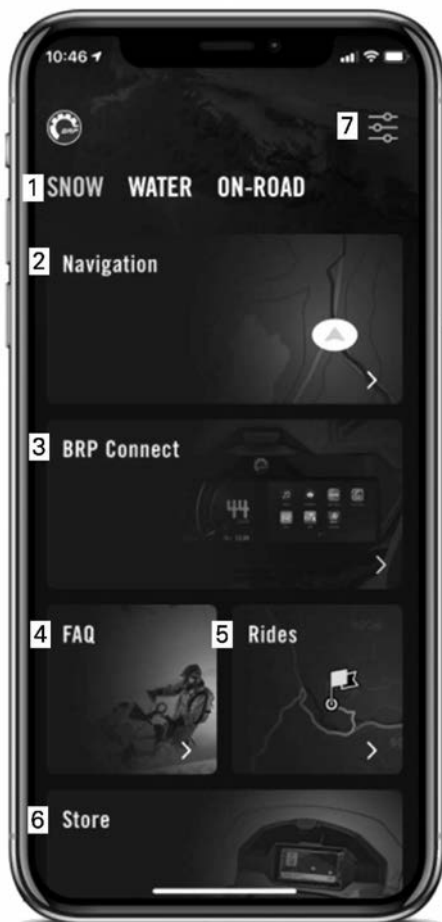 10:46
7
1 SNOW WATER ON-ROAD
2 Navigation
3 BRP Connect
44
4 FAQ
5 Rides
6 Store